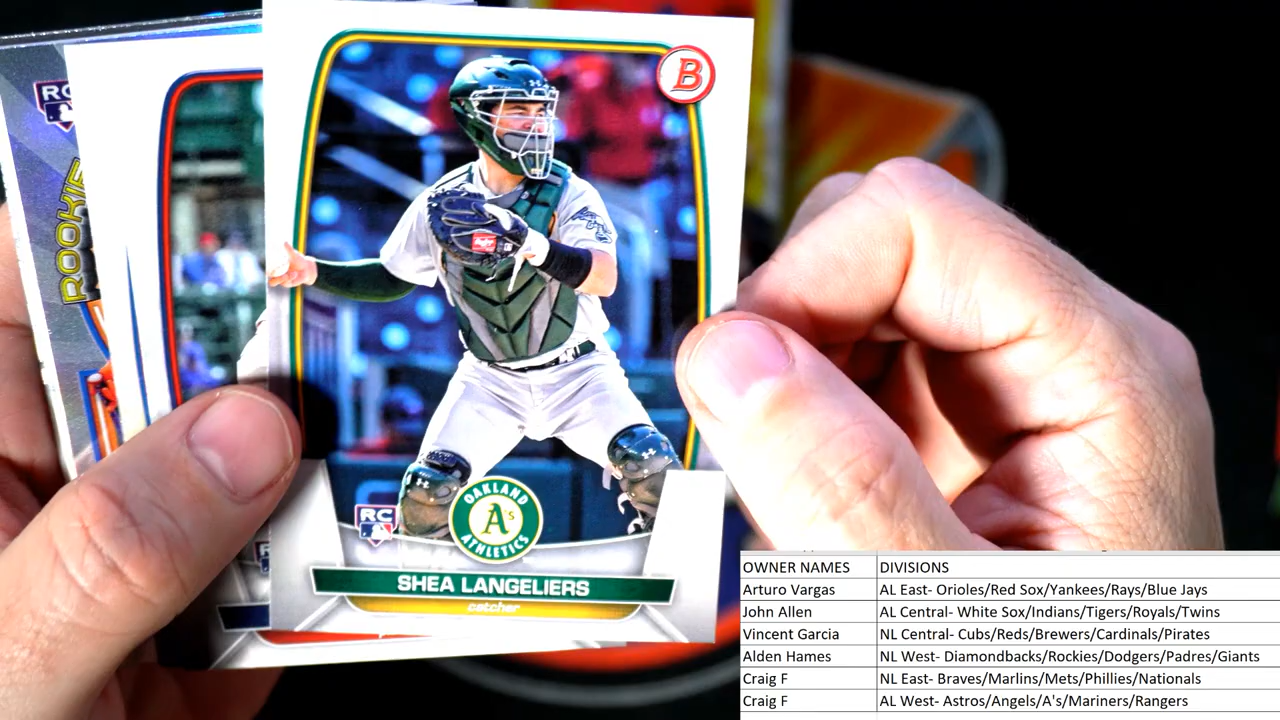 B
RC
ROOKIE
Rawlings
OAKLAND
A's
ATHLETICS
RC
SHEA LANGELIERS
catcher
OWNER NAMES DIVISIONS
Arturo Vargas AL East- Orioles/Red Sox/Yankees/Rays/Blue Jays
John Allen AL Central- White Sox/Indians/Tigers/Royals/Twins
Vincent Garcia NL Central- Cubs/Reds/Brewers/Cardinals/Pirates
Alden Hames NL West- Diamondbacks/Rockies/Dodgers/Padres/Giants
Craig F NL East- Braves/Marlins/Mets/Phillies/Nationals
Craig F AL West- Astros/Angels/A's/Mariners/Rangers